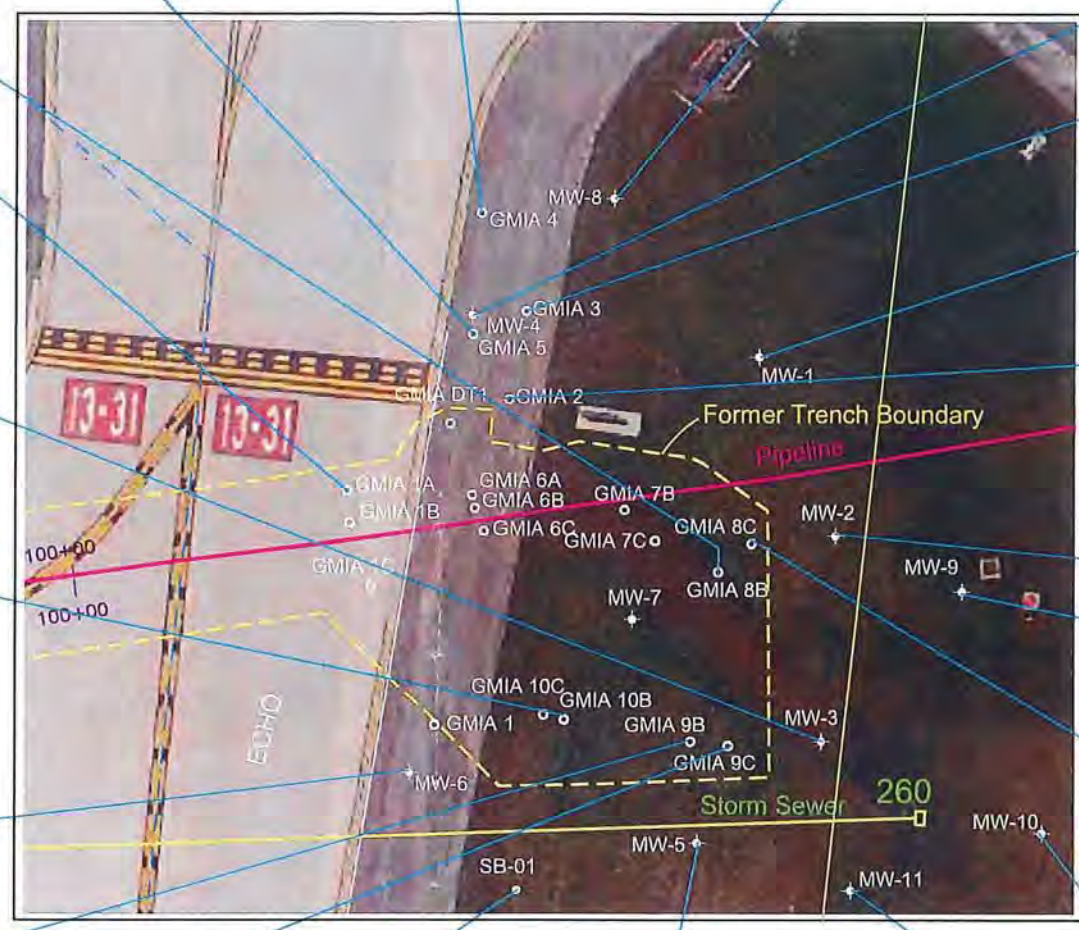 MW-8
GMIA 4
GMIA 3
MW-4
GMIA 5
MW-1
GMIA DT1
GMIA 2
13-31
13-31
Former Trench Boundary
Pipeline
GMIA 1A
GMIA 6A
GMIA 6B
GMIA 7B
GMIA 1B
GMIA 6C
GMIA 7C
GMIA 8C
MW-2
100+00
GMIA 1C
GMIA 8B
MW-9
100+00
MW-7
GMIA 10C
GMIA 10B
GMIA 1
GMIA 9B
MW-3
ECHO
GMIA 9C
MW-6
Storm Sewer
260
MW-5
MW-10
SB-01
MW-11